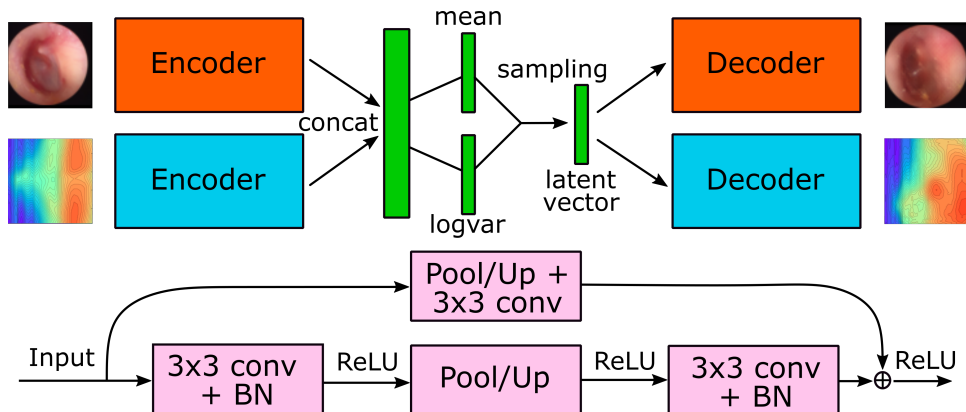 mean
Encoder
sampling
Decoder
concat
Encoder
latent
vector
Decoder
logvar
Pool/Up +
3x3 conv
Input
3x3 conv
+ BN
ReLU
Pool/Up
ReLU
3x3 conv
+ BN
ReLU